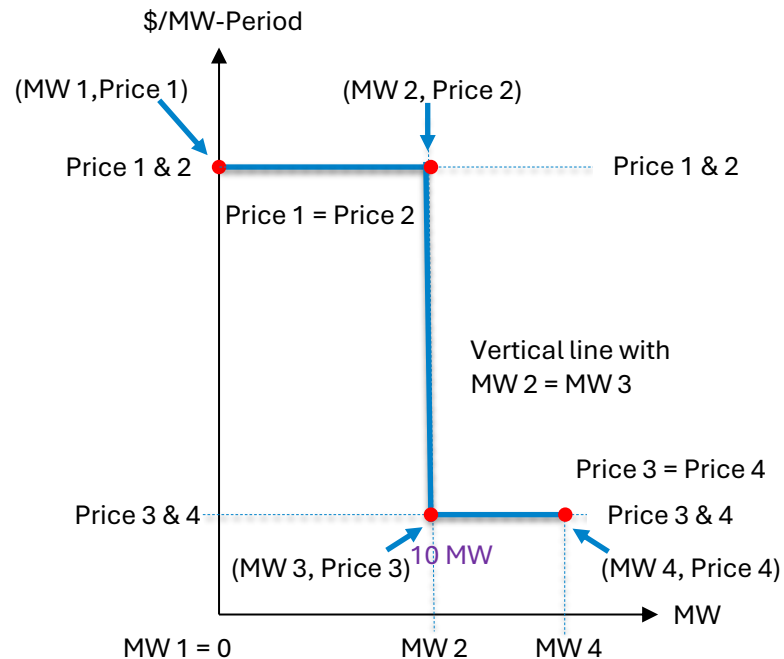 $/MW-Period
(MW 1,Price 1)
(MW 2, Price 2)
Price 1 & 2
Price 1 & 2
Price 1 = Price 2
Vertical line with
MW 2 = MW 3
Price 3 = Price 4
Price 3 & 4
Price 3 & 4
10 MW
(MW 3, Price 3)
(MW 4, Price 4)
MW
MW 1 = 0
MW 2
MW 4